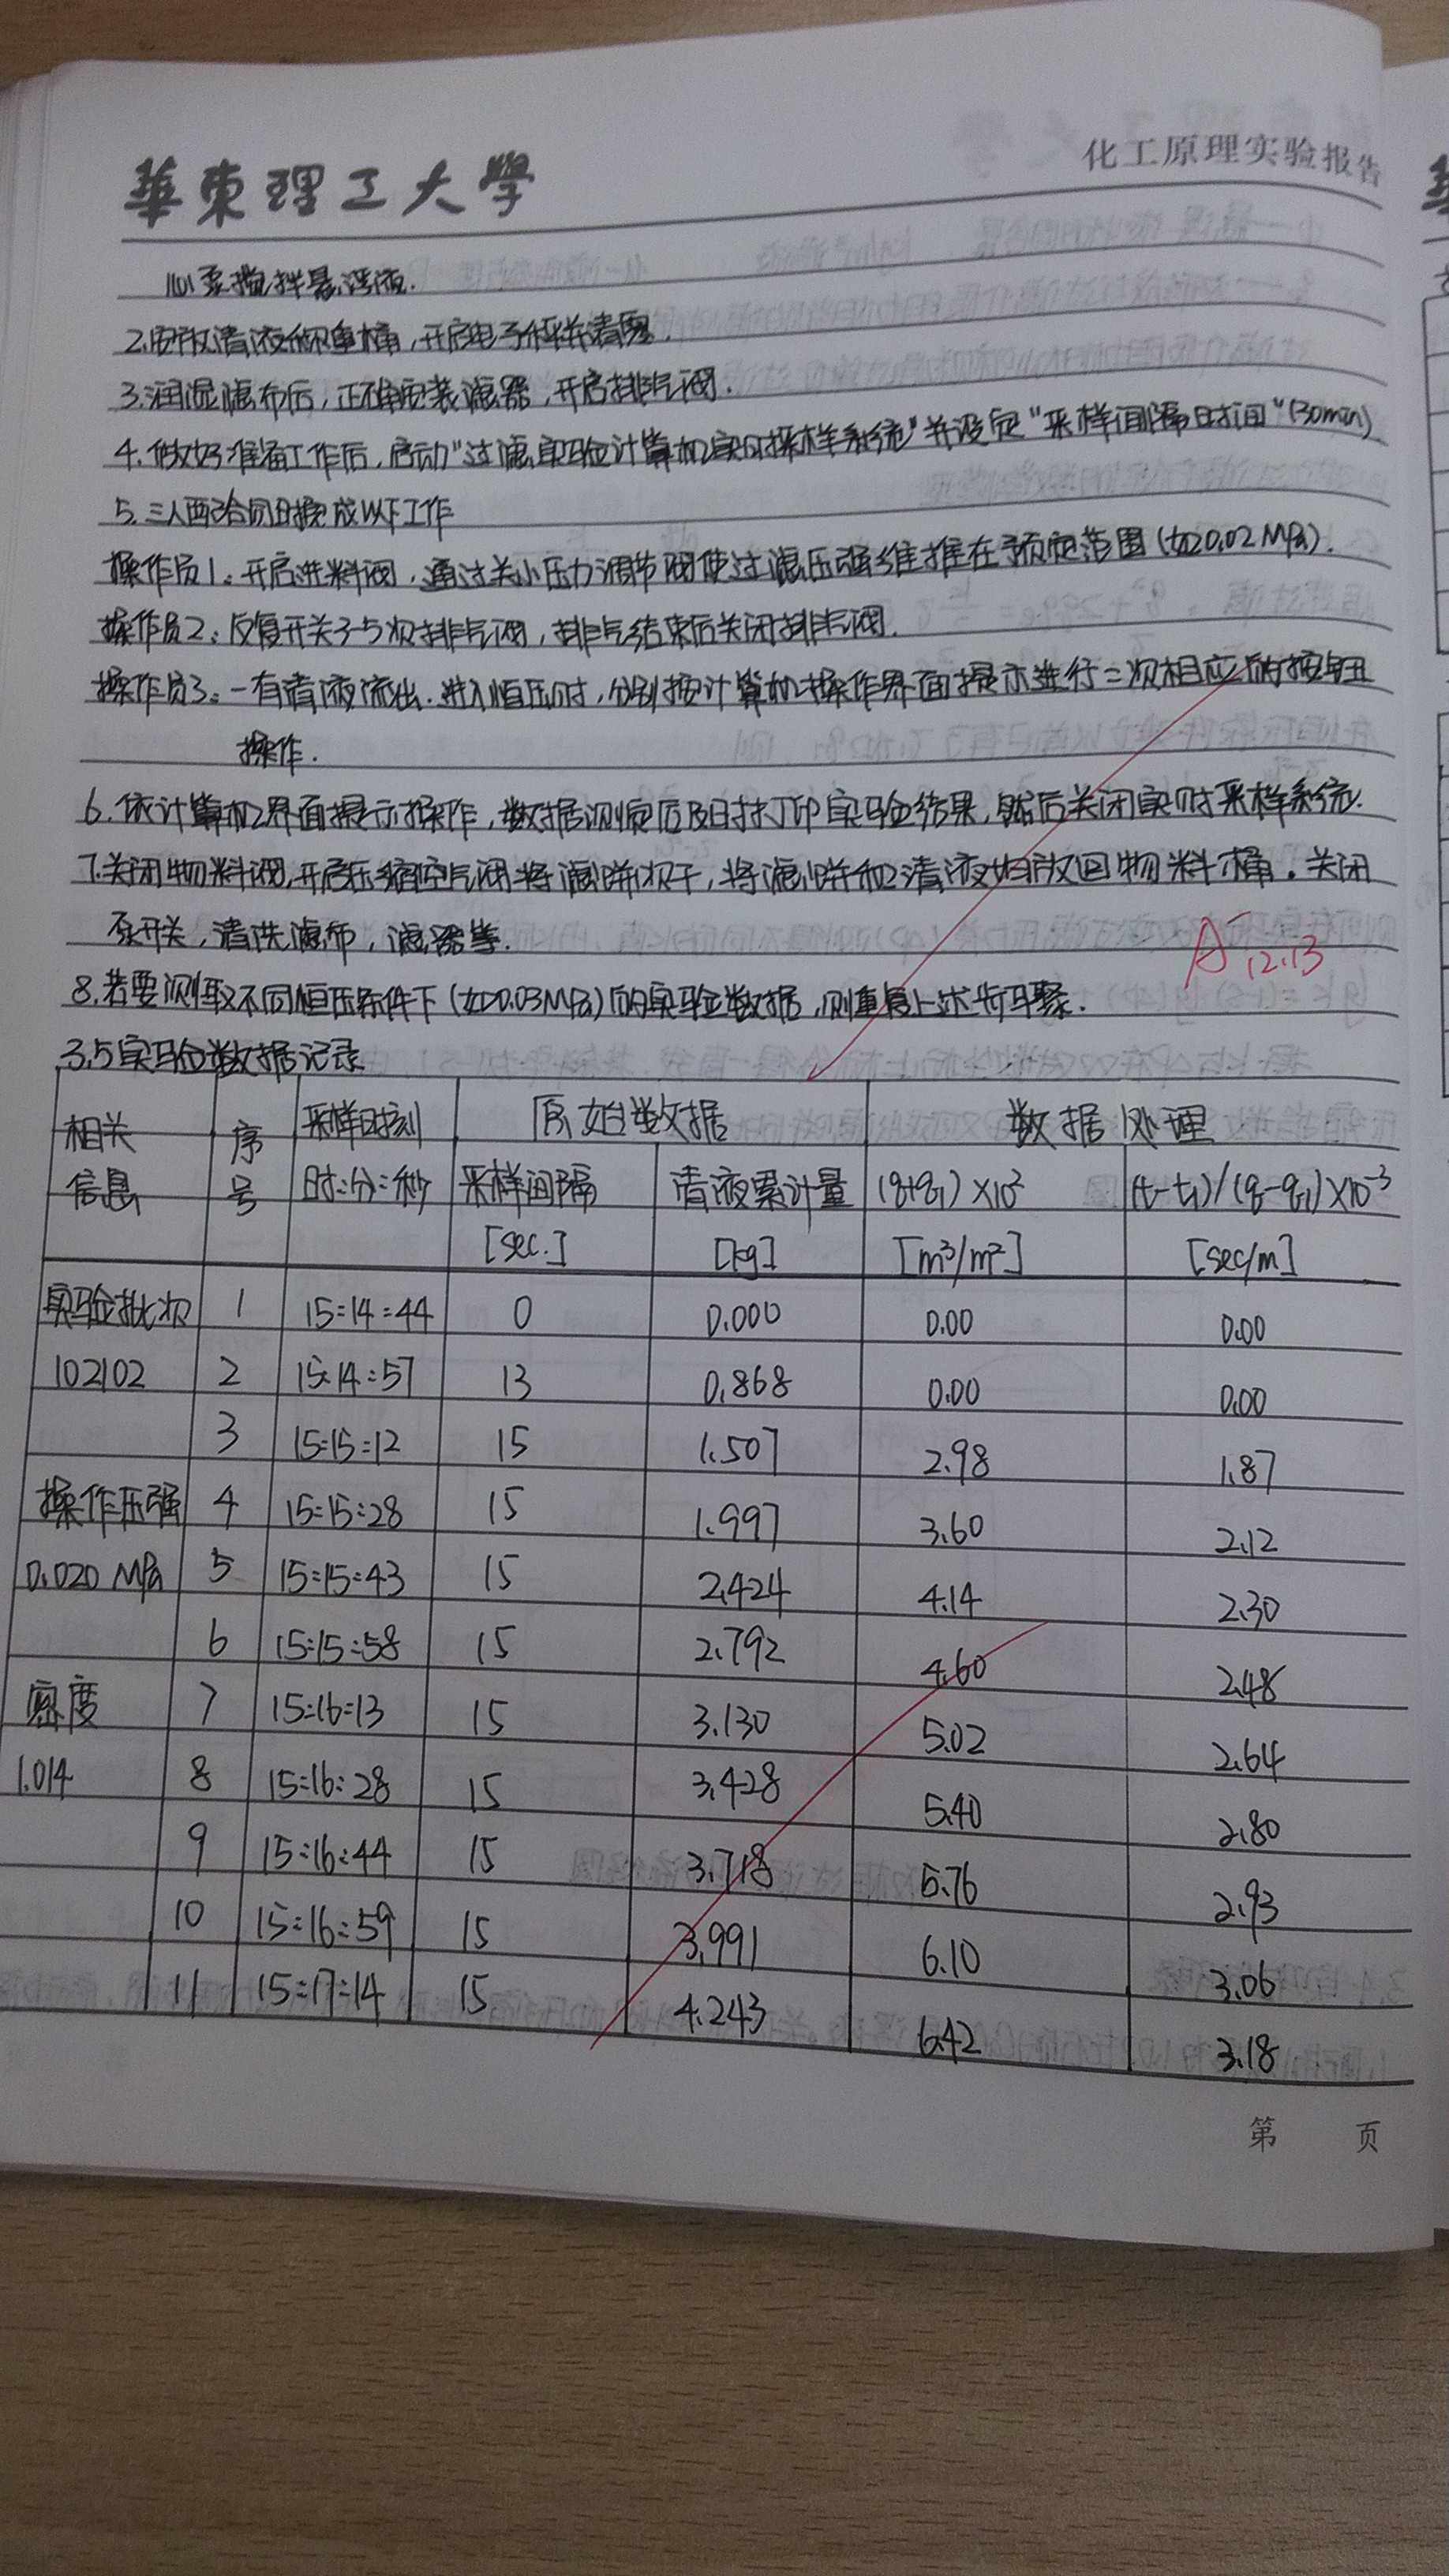 華東理工大學
化工原理实验报告
心泵搅拌悬浮液.
2.安放清液称重桶,开启电子秤并清零.
3.润湿滤布后,正确安装滤器,开启排气阀.
4.做好准备工作后,启动"过滤实验计算机实时采样系统"并设定"采样间隔时间"(30min)
5.三人配合同时换成以下工作
操作员1:开启进料阀,通过关小压力调节阀使过滤压强维持在预定范围(如0.02MPa).
操作员2:反复开关3-5次排气阀,排气结束后关闭排气阀.
操作员3:一有清液流出.进入恒压时,分别按计算机操作界面提示进行二次相应的按钮
操作.
6.依计算机界面提示操作,数据测定后及时打印实验结果,然后关闭实时采样系统.
7.关闭物料阀,开启压缩空气阀将滤饼吹干,将滤饼和清液均放回物料桶.关闭
泵开关,清洗滤布,滤器等.
A⁻ 12.13
8.若要测取不同恒压条件下(如0.03MPa)的实验数据,则重复上述步骤.
3.5实验数据记录
相关信息 序号 采样时刻 原始数据 数据处理
时:分:秒 采样间隔 清液累计量 (q+q₁)×10² (t-t₁)/(q-q₁)×10⁻³
[sec.] [kg] [m³/m²] [sec/m]
实验批次 1 15:14:44 0 0.000 0.00 0.00
102102 2 15:14:57 13 0.868 0.00 0.00
3 15:15:12 15 1.507 2.98 1.87
操作压强 4 15:15:28 15 1.997 3.60 2.12
0.020 MPa 5 15:15:43 15 2.424 4.14 2.30
6 15:15:58 15 2.792 4.60 2.48
密度 7 15:16:13 15 3.130 5.02 2.64
1.014 8 15:16:28 15 3.428 5.40 2.80
9 15:16:44 15 3.718 5.76 2.93
10 15:16:59 15 3.991 6.10 3.06
11 15:17:14 15 4.243 6.42 3.18
第 页